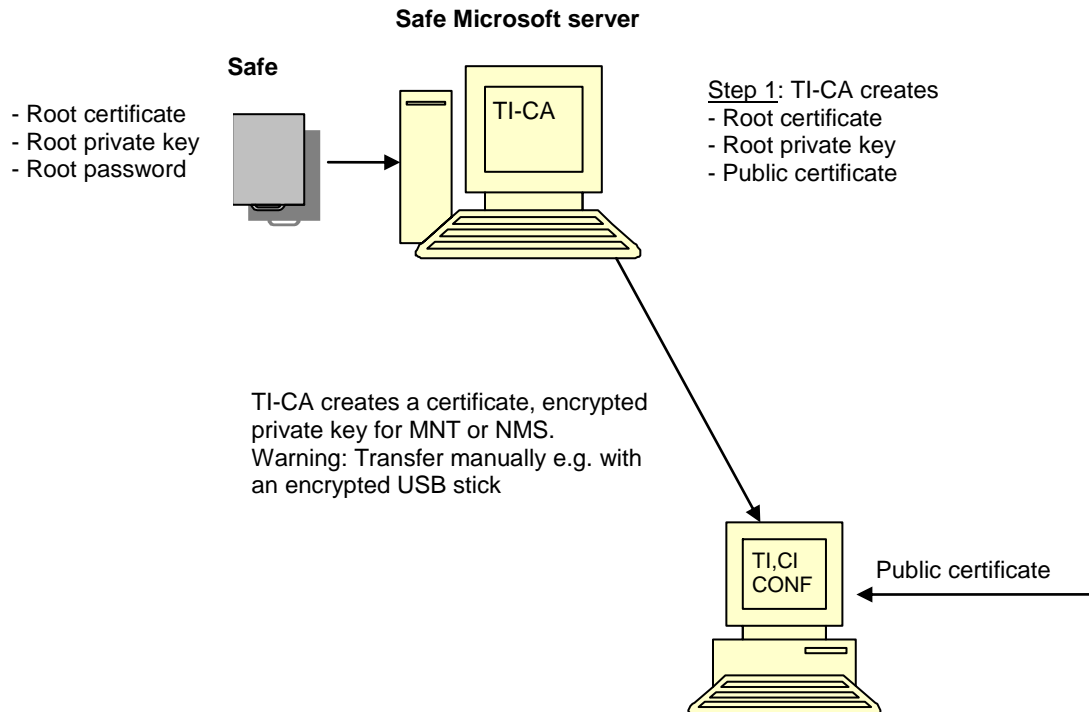 Safe Microsoft server
Safe
- Root certificate
- Root private key
- Root password
TI-CA
Step 1: TI-CA creates
- Root certificate
- Root private key
- Public certificate
TI-CA creates a certificate, encrypted
private key for MNT or NMS.
Warning: Transfer manually e.g. with
an encrypted USB stick
TI,CI
CONF
Public certificate